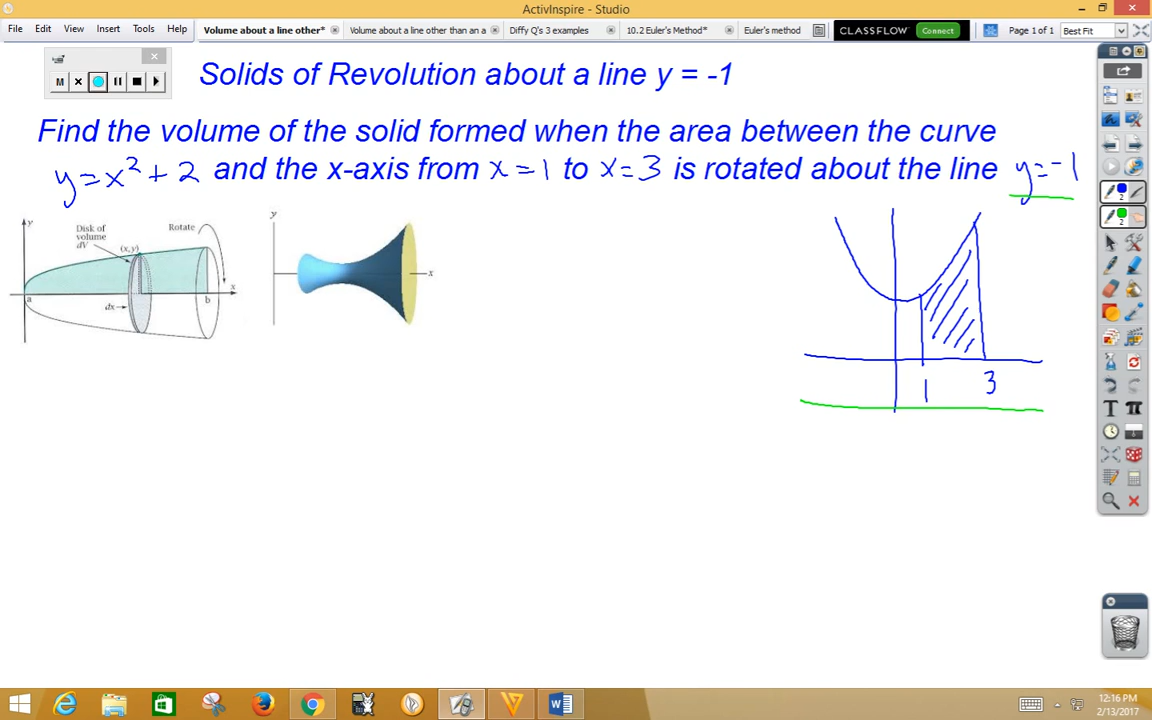 ActivInspire - Studio
File Edit View Insert Tools Help
Volume about a line other* Volume about a line other than an a Diffy Q's 3 examples 10.2 Euler's Method* Euler's method CLASSFLOW Connect Page 1 of 1 Best Fit
M
Solids of Revolution about a line y = -1
Find the volume of the solid formed when the area between the curve
y=x²+2 and the x-axis from x=1 to x=3 is rotated about the line y=-1
y
Disk of
volume
dV
Rotate
(x, y)
a
b
x
dx
y
x
1
3
2
2
12:16 PM
2/13/2017